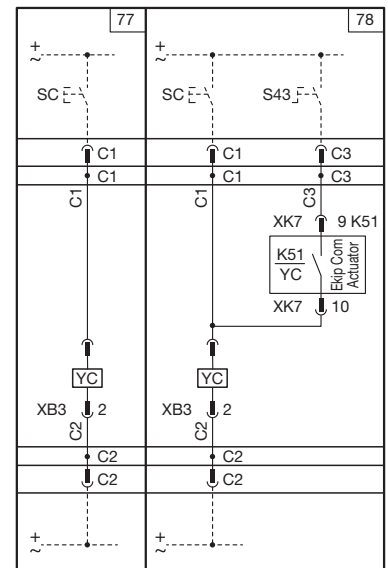 77
78
+
~
+
~
SC
SC
S43
C1
C1
C3
C1
C1
C3
C1
C1
C3
XK7
9 K51
K51
YC
Ekip Com
Actuator
XK7
10
YC
YC
XB3
2
XB3
2
C2
C2
C2
C2
C2
C2
+
~
+
~